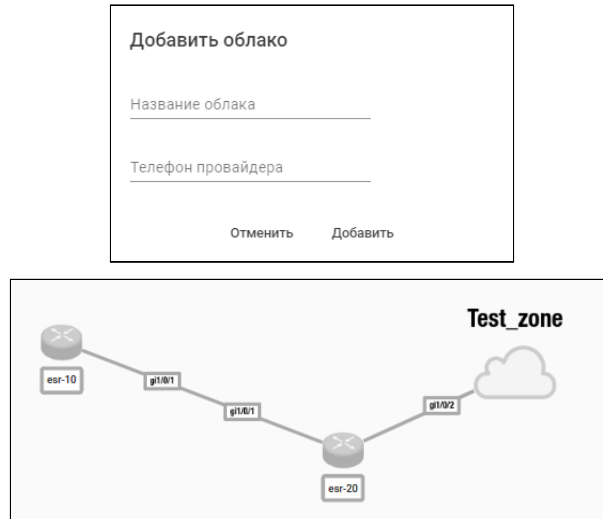 Добавить облако
Название облака
Телефон провайдера
Отменить Добавить
Test_zone
esr-10
gi1/0/1
gi1/0/1
gi1/0/2
esr-20